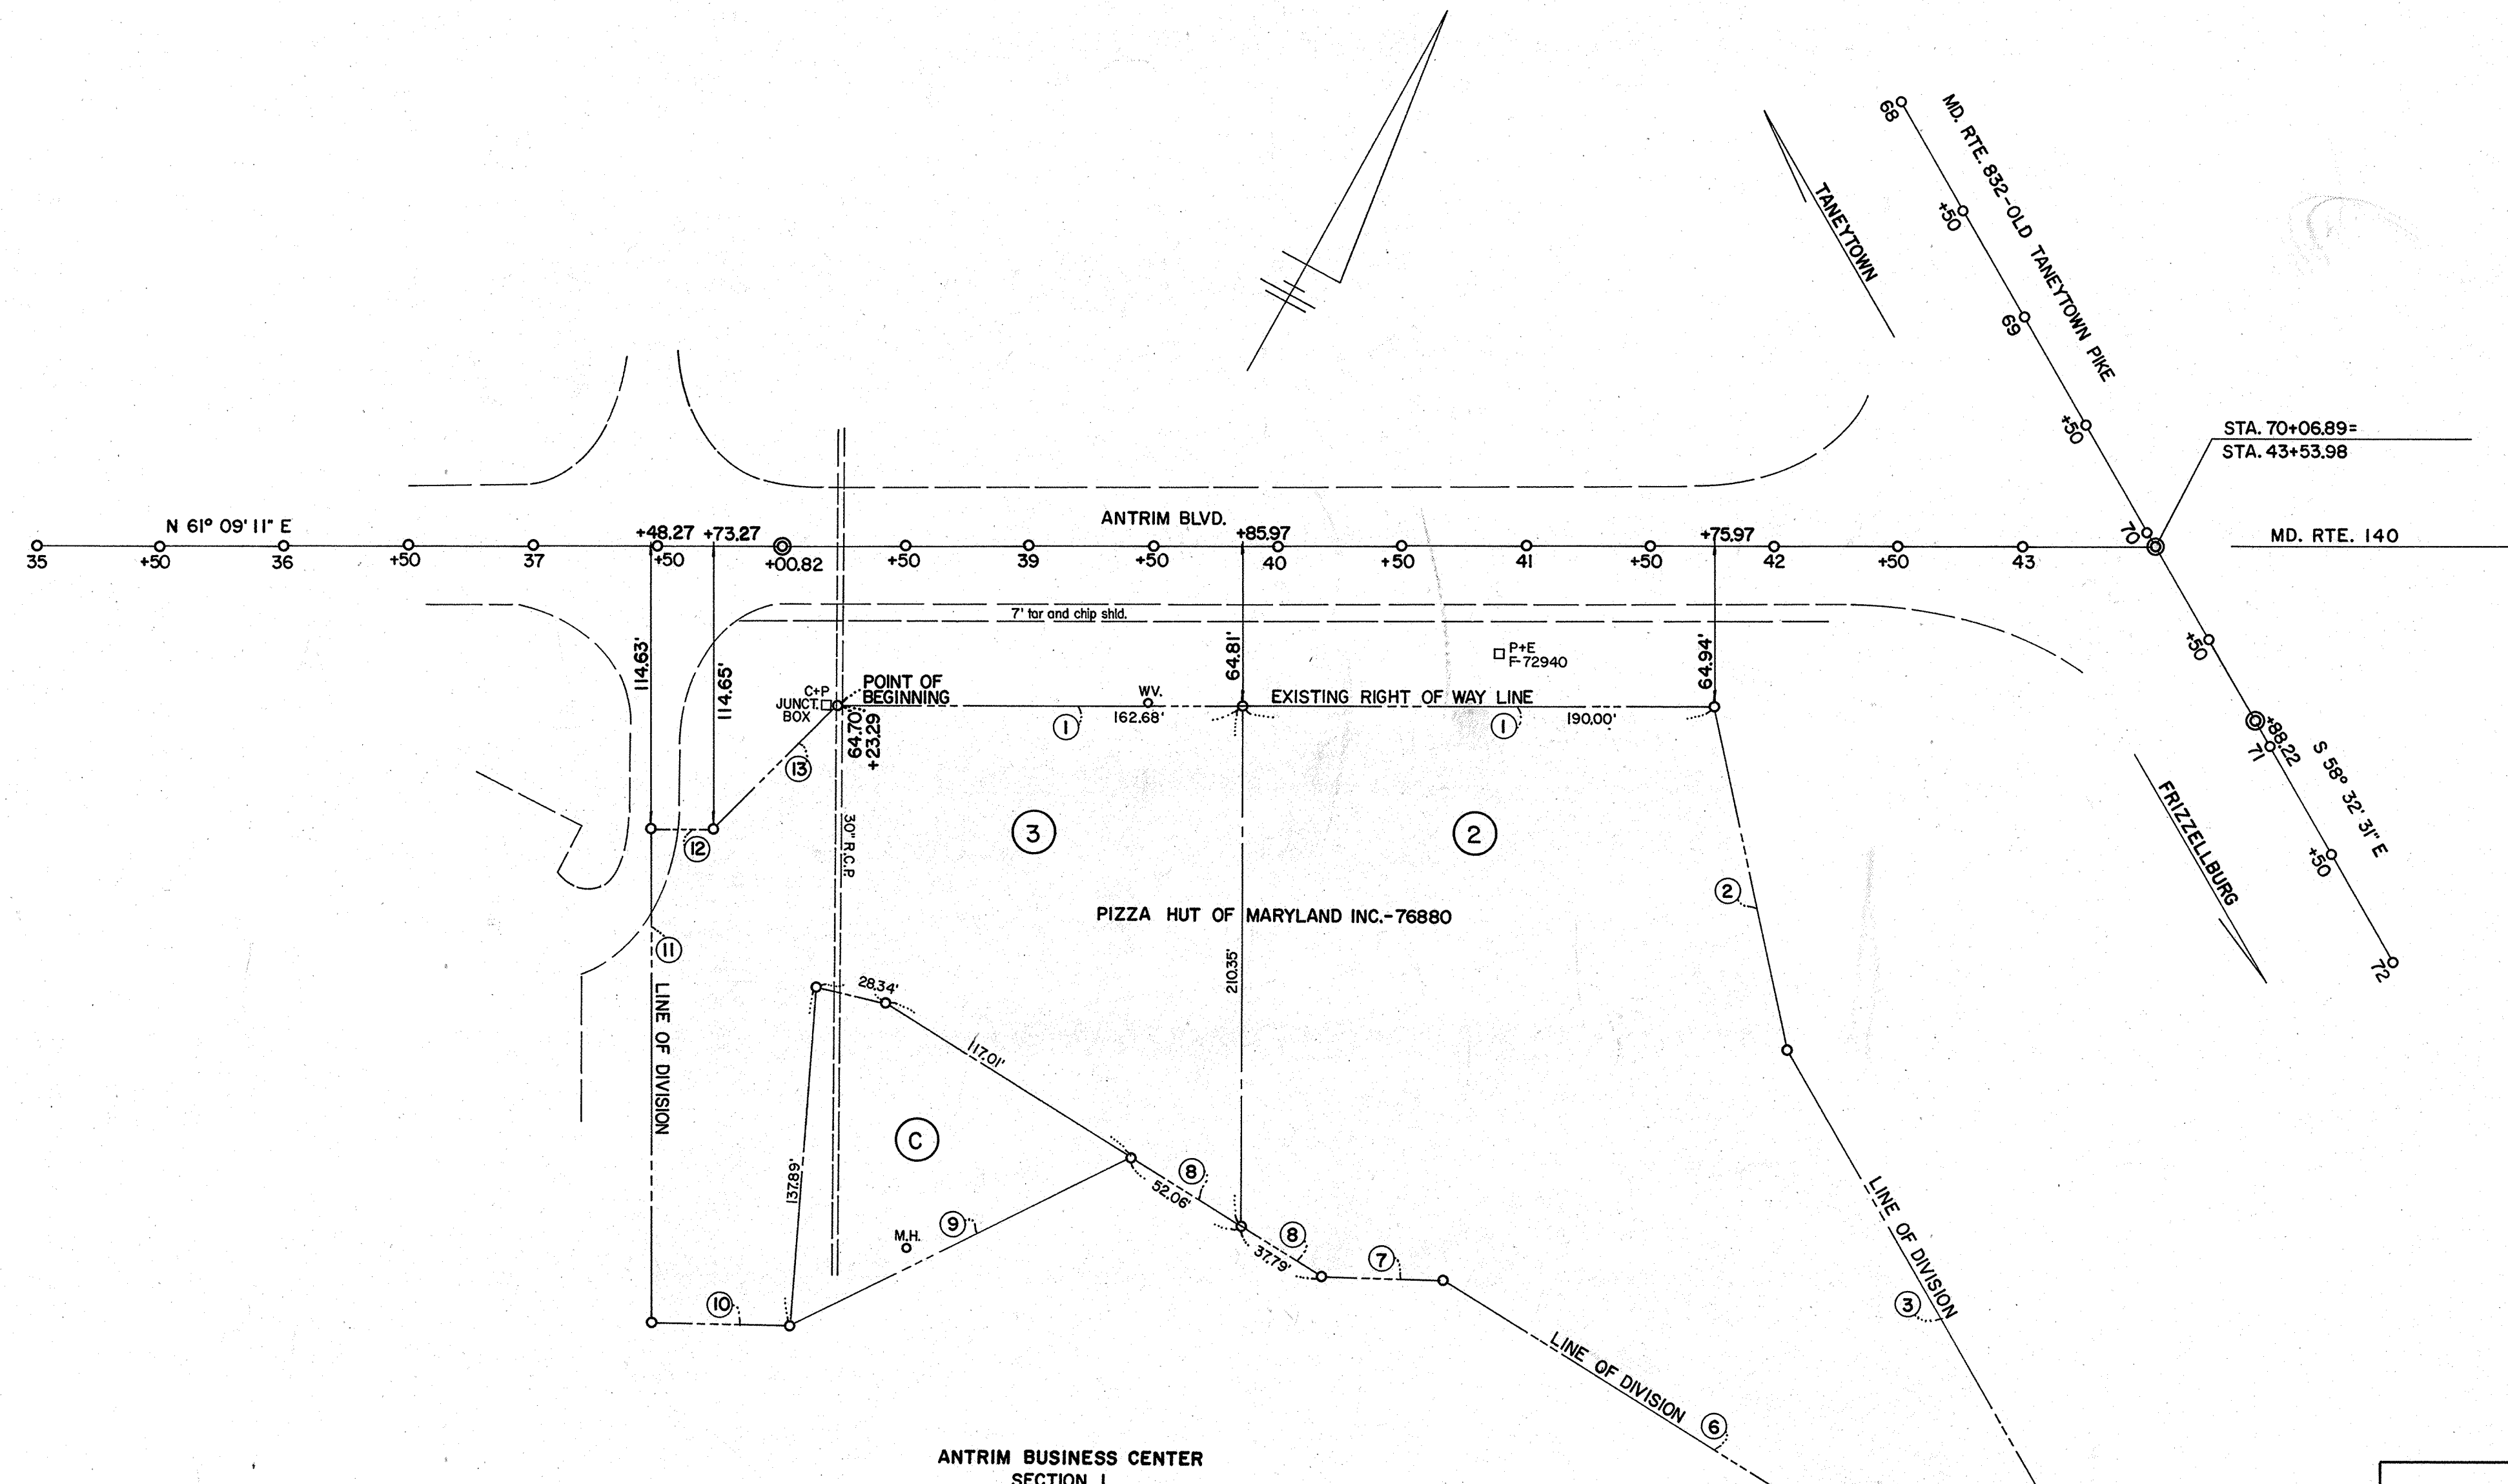 68
MD. RTE. 832-OLD TANEYTOWN PIKE
+50
TANEYTOWN
69
+50
STA. 70+06.89=
STA. 43+53.98
N 61° 09' 11" E
ANTRIM BLVD.
+48.27 +73.27
+85.97
+75.97
70
MD. RTE. 140
35
+50
36
+50
37
+50
+00.82
+50
39
+50
40
+50
41
+50
42
+50
43
7' tar and chip shld.
114.63'
114.65'
64.81'
64.94'
P+E
F-72940
+50
C+P
JUNCT.
BOX
POINT OF
BEGINNING
WV.
162.68'
EXISTING RIGHT OF WAY LINE
190.00'
1
1
64.70
+23.29
+88.22
71
S 58° 32' 31" E
13
FRIZZELLBURG
12
30" R.C.P.
3
2
+50
2
PIZZA HUT OF MARYLAND INC.-76880
11
72
LINE OF DIVISION
28.34'
210.35'
117.01'
C
137.89'
8
52.06'
9
M.H.
8
37.79'
7
LINE OF DIVISION
3
10
LINE OF DIVISION
6
ANTRIM BUSINESS CENTER
SECTION 1